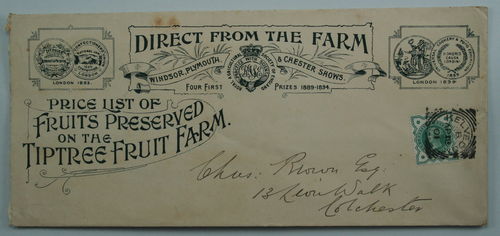 DIRECT FROM THE FARM
WINDSOR, PLYMOUTH & CHESTER SHOWS.
FOUR FIRST PRIZES 1889-1894
LONDON 1893.
LONDON 1894
PRICE LIST OF
FRUITS PRESERVED
ON THE
TIPTREE FRUIT FARM.
Chas: Brown Esq:
13 Lion Walk
Colchester